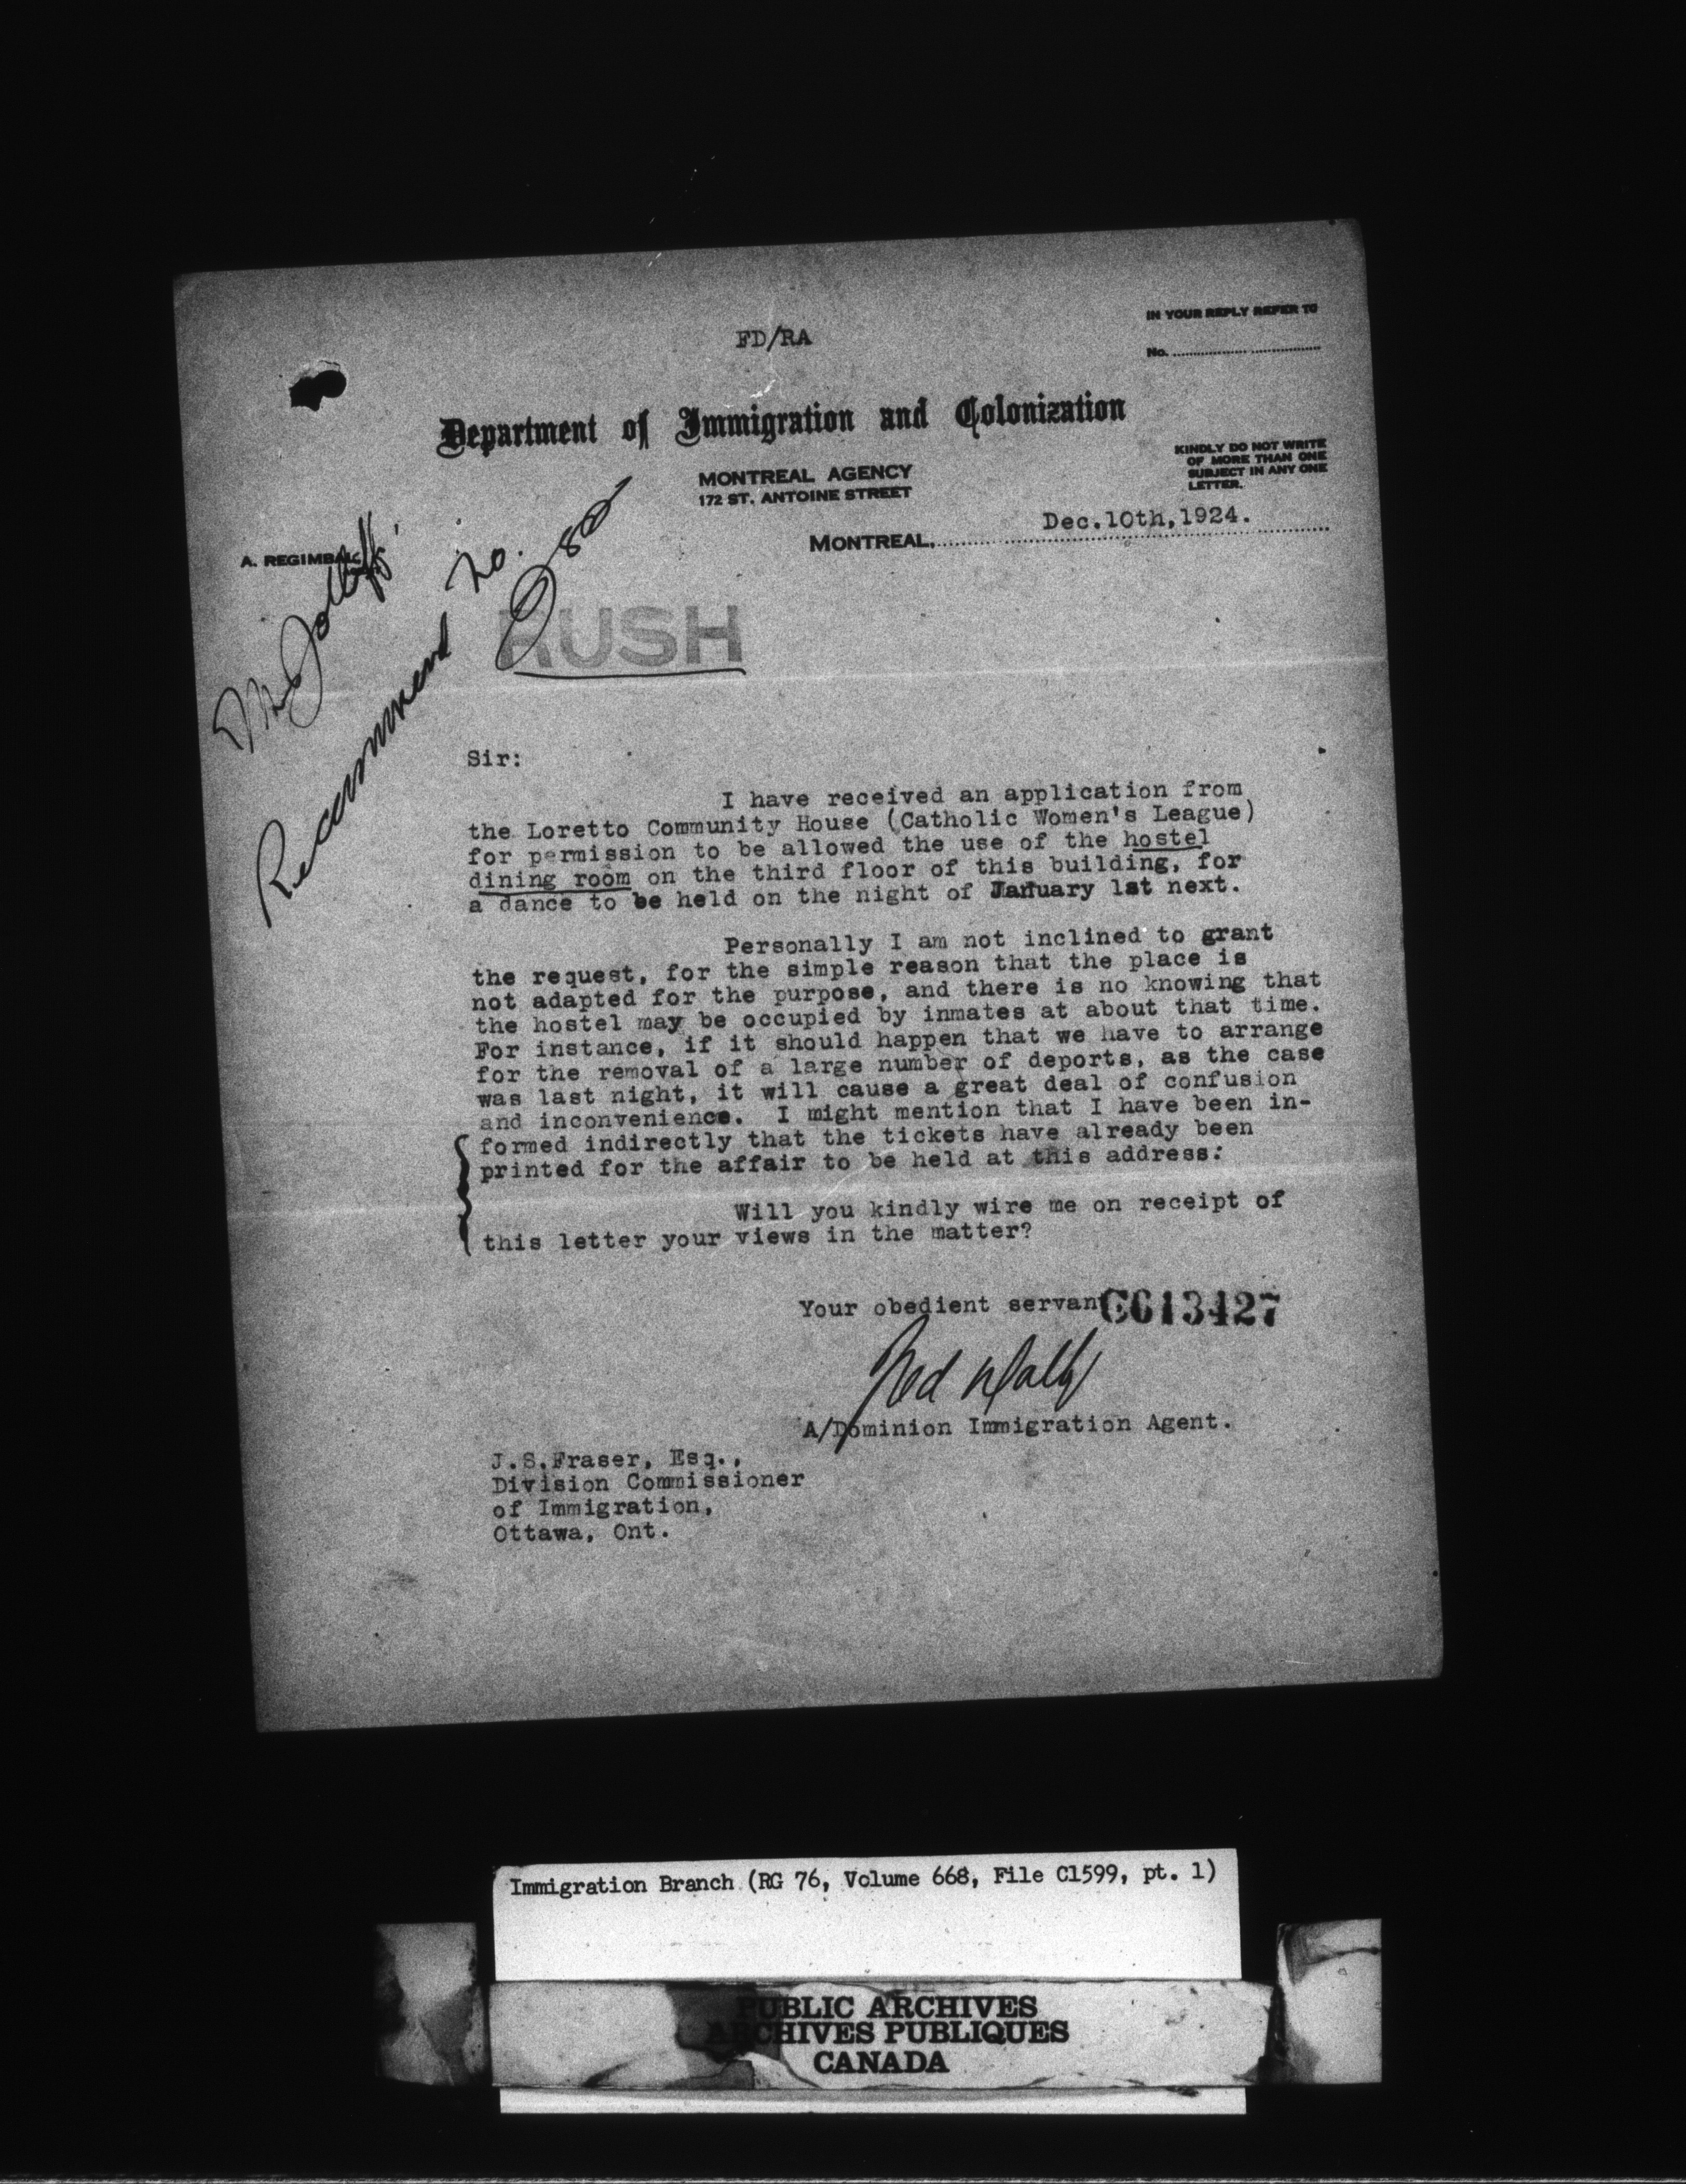 IN YOUR REPLY REFER TO
No.
FD/RA
Department of Immigration and Colonization
KINDLY DO NOT WRITE
OF MORE THAN ONE
SUBJECT IN ANY ONE
LETTER.
MONTREAL AGENCY
172 ST. ANTOINE STREET
MONTREAL, Dec.10th,1924.
A. REGIMBAL
Mr Jolliffe
Recommend no.
RUSH
Sir:
I have received an application from
the Loretto Community House (Catholic Women's League)
for permission to be allowed the use of the hostel
dining room on the third floor of this building, for
a dance to be held on the night of January 1st next.
Personally I am not inclined to grant
the request, for the simple reason that the place is
not adapted for the purpose, and there is no knowing that
the hostel may be occupied by inmates at about that time.
For instance, if it should happen that we have to arrange
for the removal of a large number of deports, as the case
was last night, it will cause a great deal of confusion
and inconvenience. I might mention that I have been in-
formed indirectly that the tickets have already been
printed for the affair to be held at this address.
Will you kindly wire me on receipt of
this letter your views in the matter?
Your obedient servan
C613427
A/Dominion Immigration Agent.
J.S.Fraser, Esq.,
Division Commissioner
of Immigration,
Ottawa, Ont.
Immigration Branch (RG 76, Volume 668, File C1599, pt. 1)
PUBLIC ARCHIVES
ARCHIVES PUBLIQUES
CANADA